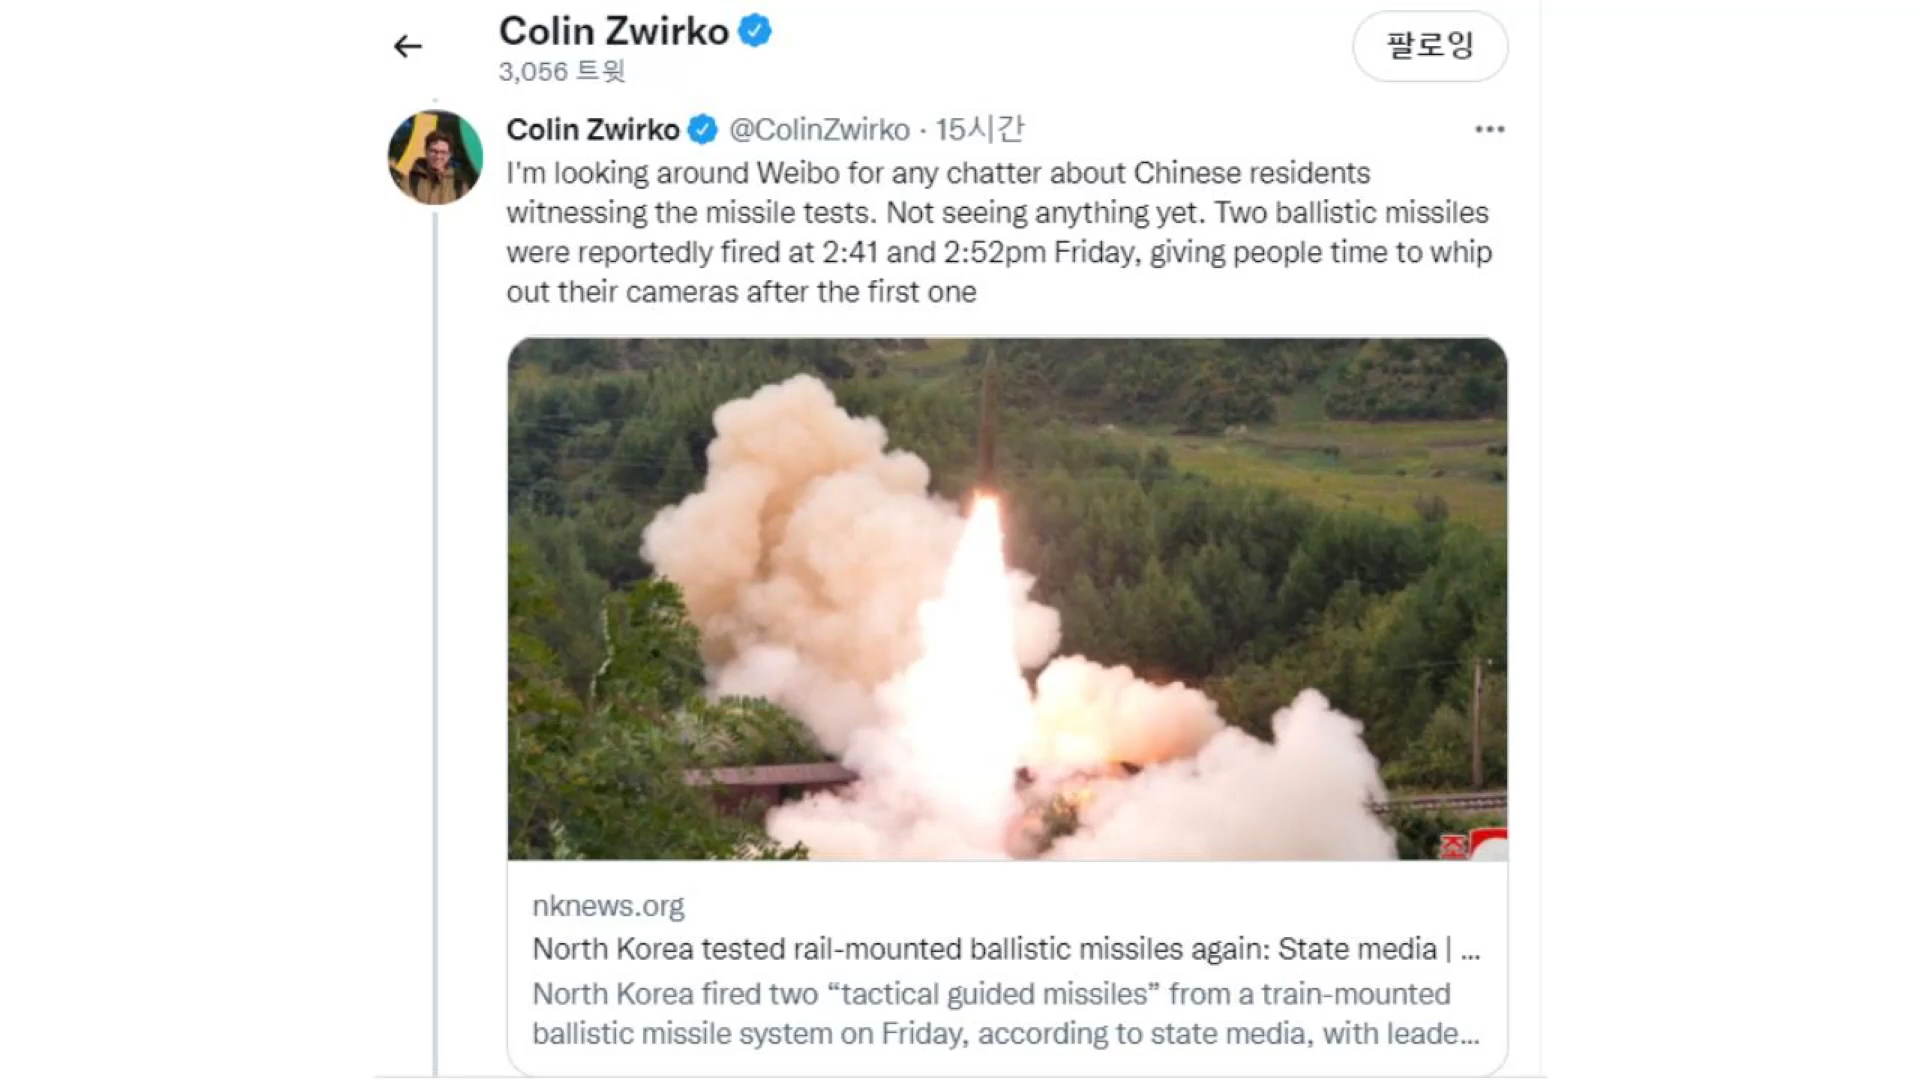 Colin Zwirko
3,056 트윗
팔로잉
Colin Zwirko @ColinZwirko · 15시간
I'm looking around Weibo for any chatter about Chinese residents
witnessing the missile tests. Not seeing anything yet. Two ballistic missiles
were reportedly fired at 2:41 and 2:52pm Friday, giving people time to whip
out their cameras after the first one
조
nknews.org
North Korea tested rail-mounted ballistic missiles again: State media | ...
North Korea fired two “tactical guided missiles” from a train-mounted
ballistic missile system on Friday, according to state media, with leade...